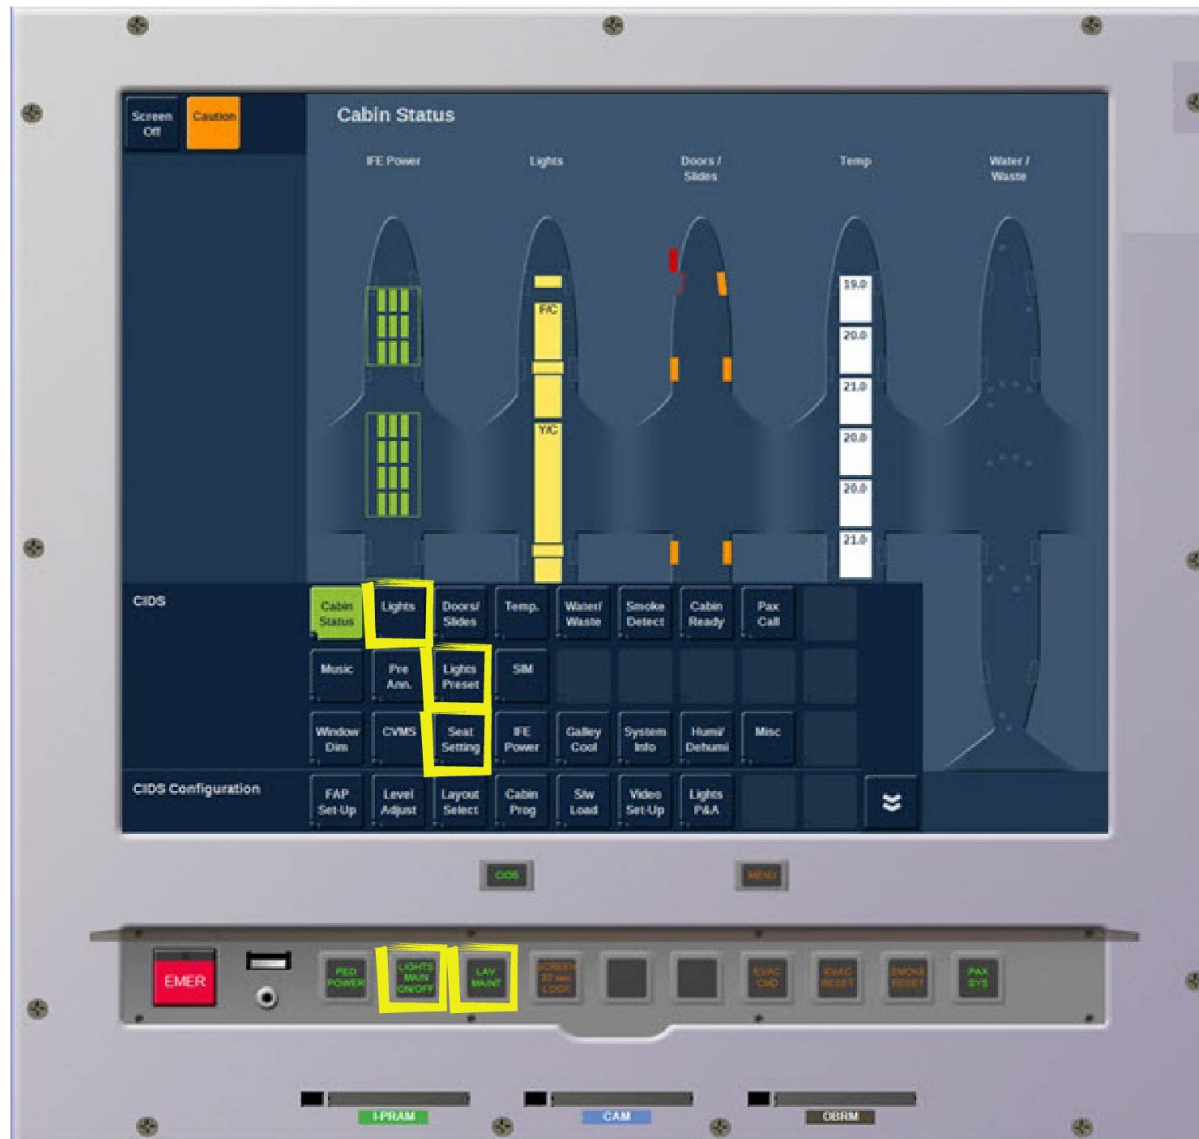 Screen
Off
Caution
Cabin Status
IFE Power
Lights
Doors /
Slides
Temp
Water /
Waste
F/C
Y/C
19.0
20.0
21.0
20.0
20.0
21.0
CIDS
Cabin
Status
Lights
Doors/
Slides
Temp.
Water/
Waste
Smoke
Detect
Cabin
Ready
Pax
Call
Music
Pre
Ann.
Lights
Preset
SIM
Window
Dim
CVMS
Seat
Setting
IFE
Power
Galley
Cool
System
Info
Humi/
Dehumi
Misc
CIDS Configuration
FAP
Set-Up
Level
Adjust
Layout
Select
Cabin
Prog
S/w
Load
Video
Set-Up
Lights
P&A
CIDS
MENU
EMER
PED
POWER
LIGHTS
MAIN
ON/OFF
LAV
MAINT
SCREEN
30 sec
LOCK
EVAC
CMD
EVAC
RESET
SMOKE
RESET
PAX
SYS
I-PRAM
CAM
OBRM